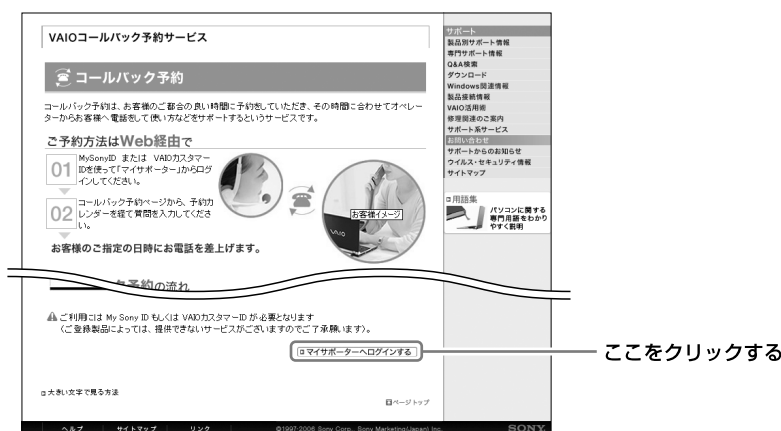 VAIOコールバック予約サービス
コールバック予約
コールバック予約は、お客様のご都合の良い時間に予約をしていただき、その時間に合わせてオペレー
ターからお客様へ電話をして使い方などをサポートするというサービスです。
ご予約方法はWeb経由で
01
MySonyID または VAIOカスタマー
IDを使って「マイサポーター」からログ
インしてください。
02
コールバック予約ページから、予約カ
レンダーを経て質問を入力してくださ
い。
お客様イメージ
VAIO
お客様のご指定の日時にお電話を差上げます。
ク予約の流れ
ご利用には My Sony ID もしくは VAIOカスタマーID が必要となります
（ご登録製品によっては、提供できないサービスがございますのでご了承願います）。
マイサポーターへログインする
ここをクリックする
大きい文字で見る方法
ページトップ
サポート
製品別サポート情報
専門サポート情報
Q&A検索
ダウンロード
Windows関連情報
製品接続情報
VAIO活用術
修理関連のご案内
サポート系サービス
お問い合わせ
サポートからのお知らせ
ウイルス・セキュリティ情報
サイトマップ
用語集
パソコンに関する
専門用語をわかり
やすく説明
ヘルプ サイトマップ リンク ©1997-2006 Sony Corp., Sony Marketing(Japan) Inc. SONY